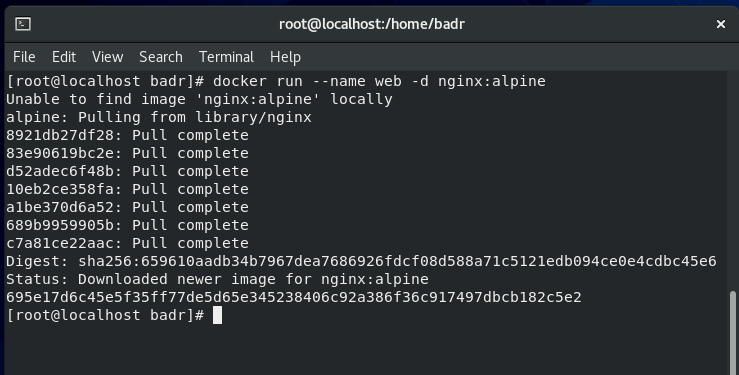 root@localhost:/home/badr
File Edit View Search Terminal Help
[root@localhost badr]# docker run --name web -d nginx:alpine
Unable to find image 'nginx:alpine' locally
alpine: Pulling from library/nginx
8921db27df28: Pull complete
83e90619bc2e: Pull complete
d52adec6f48b: Pull complete
10eb2ce358fa: Pull complete
a1be370d6a52: Pull complete
689b9959905b: Pull complete
c7a81ce22aac: Pull complete
Digest: sha256:659610aadb34b7967dea7686926fdcf08d588a71c5121edb094ce0e4cdbc45e6
Status: Downloaded newer image for nginx:alpine
695e17d6c45e5f35ff77de5d65e345238406c92a386f36c917497dbcb182c5e2
[root@localhost badr]#